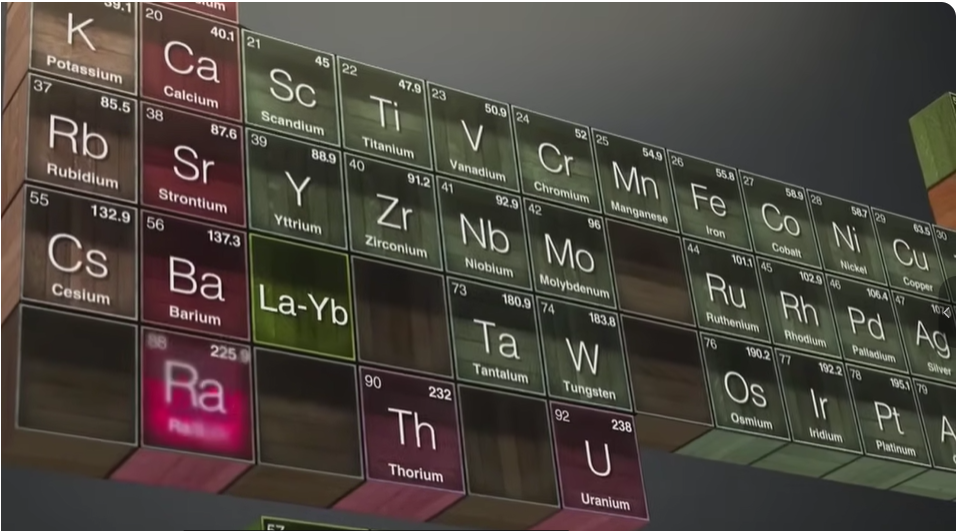 39.1
K
Potassium
20
40.1
Ca
Calcium
21
45
Sc
Scandium
22
47.9
Ti
Titanium
23
50.9
V
Vanadium
24
52
Cr
Chromium
25
54.9
Mn
Manganese
26
55.8
Fe
Iron
27
58.9
Co
Cobalt
28
58.7
Ni
Nickel
29
63.5
Cu
Copper
30
37
85.5
Rb
Rubidium
38
87.6
Sr
Strontium
39
88.9
Y
Yttrium
40
91.2
Zr
Zirconium
41
92.9
Nb
Niobium
42
96
Mo
Molybdenum
44
101.1
Ru
Ruthenium
45
102.9
Rh
Rhodium
46
106.4
Pd
Palladium
47
Ag
Silver
55
132.9
Cs
Cesium
56
137.3
Ba
Barium
La-Yb
73
180.9
Ta
Tantalum
74
183.8
W
Tungsten
76
190.2
Os
Osmium
77
192.2
Ir
Iridium
78
195.1
Pt
Platinum
79
88
225.9
Ra
90
232
Th
Thorium
92
238
U
Uranium
57